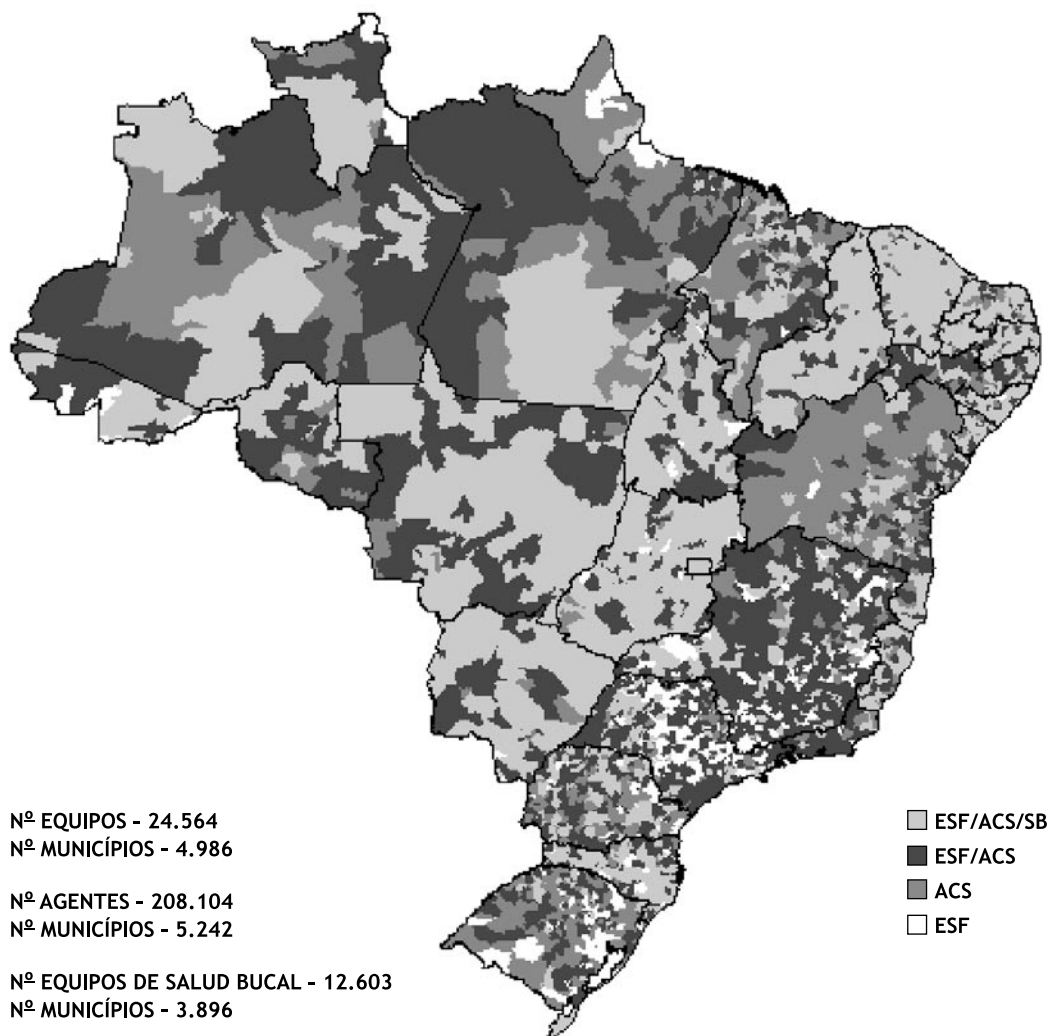 Nº EQUIPOS - 24.564
Nº MUNICÍPIOS - 4.986
Nº AGENTES - 208.104
Nº MUNICÍPIOS - 5.242
Nº EQUIPOS DE SALUD BUCAL - 12.603
Nº MUNICÍPIOS - 3.896
ESF/ACS/SB
ESF/ACS
ACS
ESF